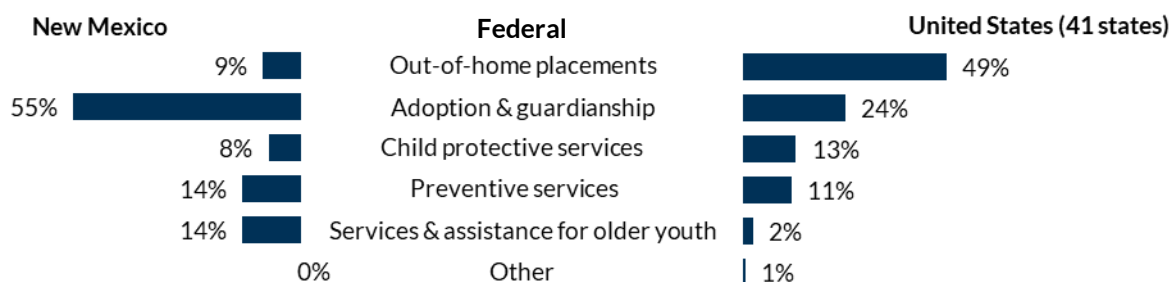 New Mexico Federal United States (41 states)
9% Out-of-home placements 49%
55% Adoption & guardianship 24%
8% Child protective services 13%
14% Preventive services 11%
14% Services & assistance for older youth 2%
0% Other 1%